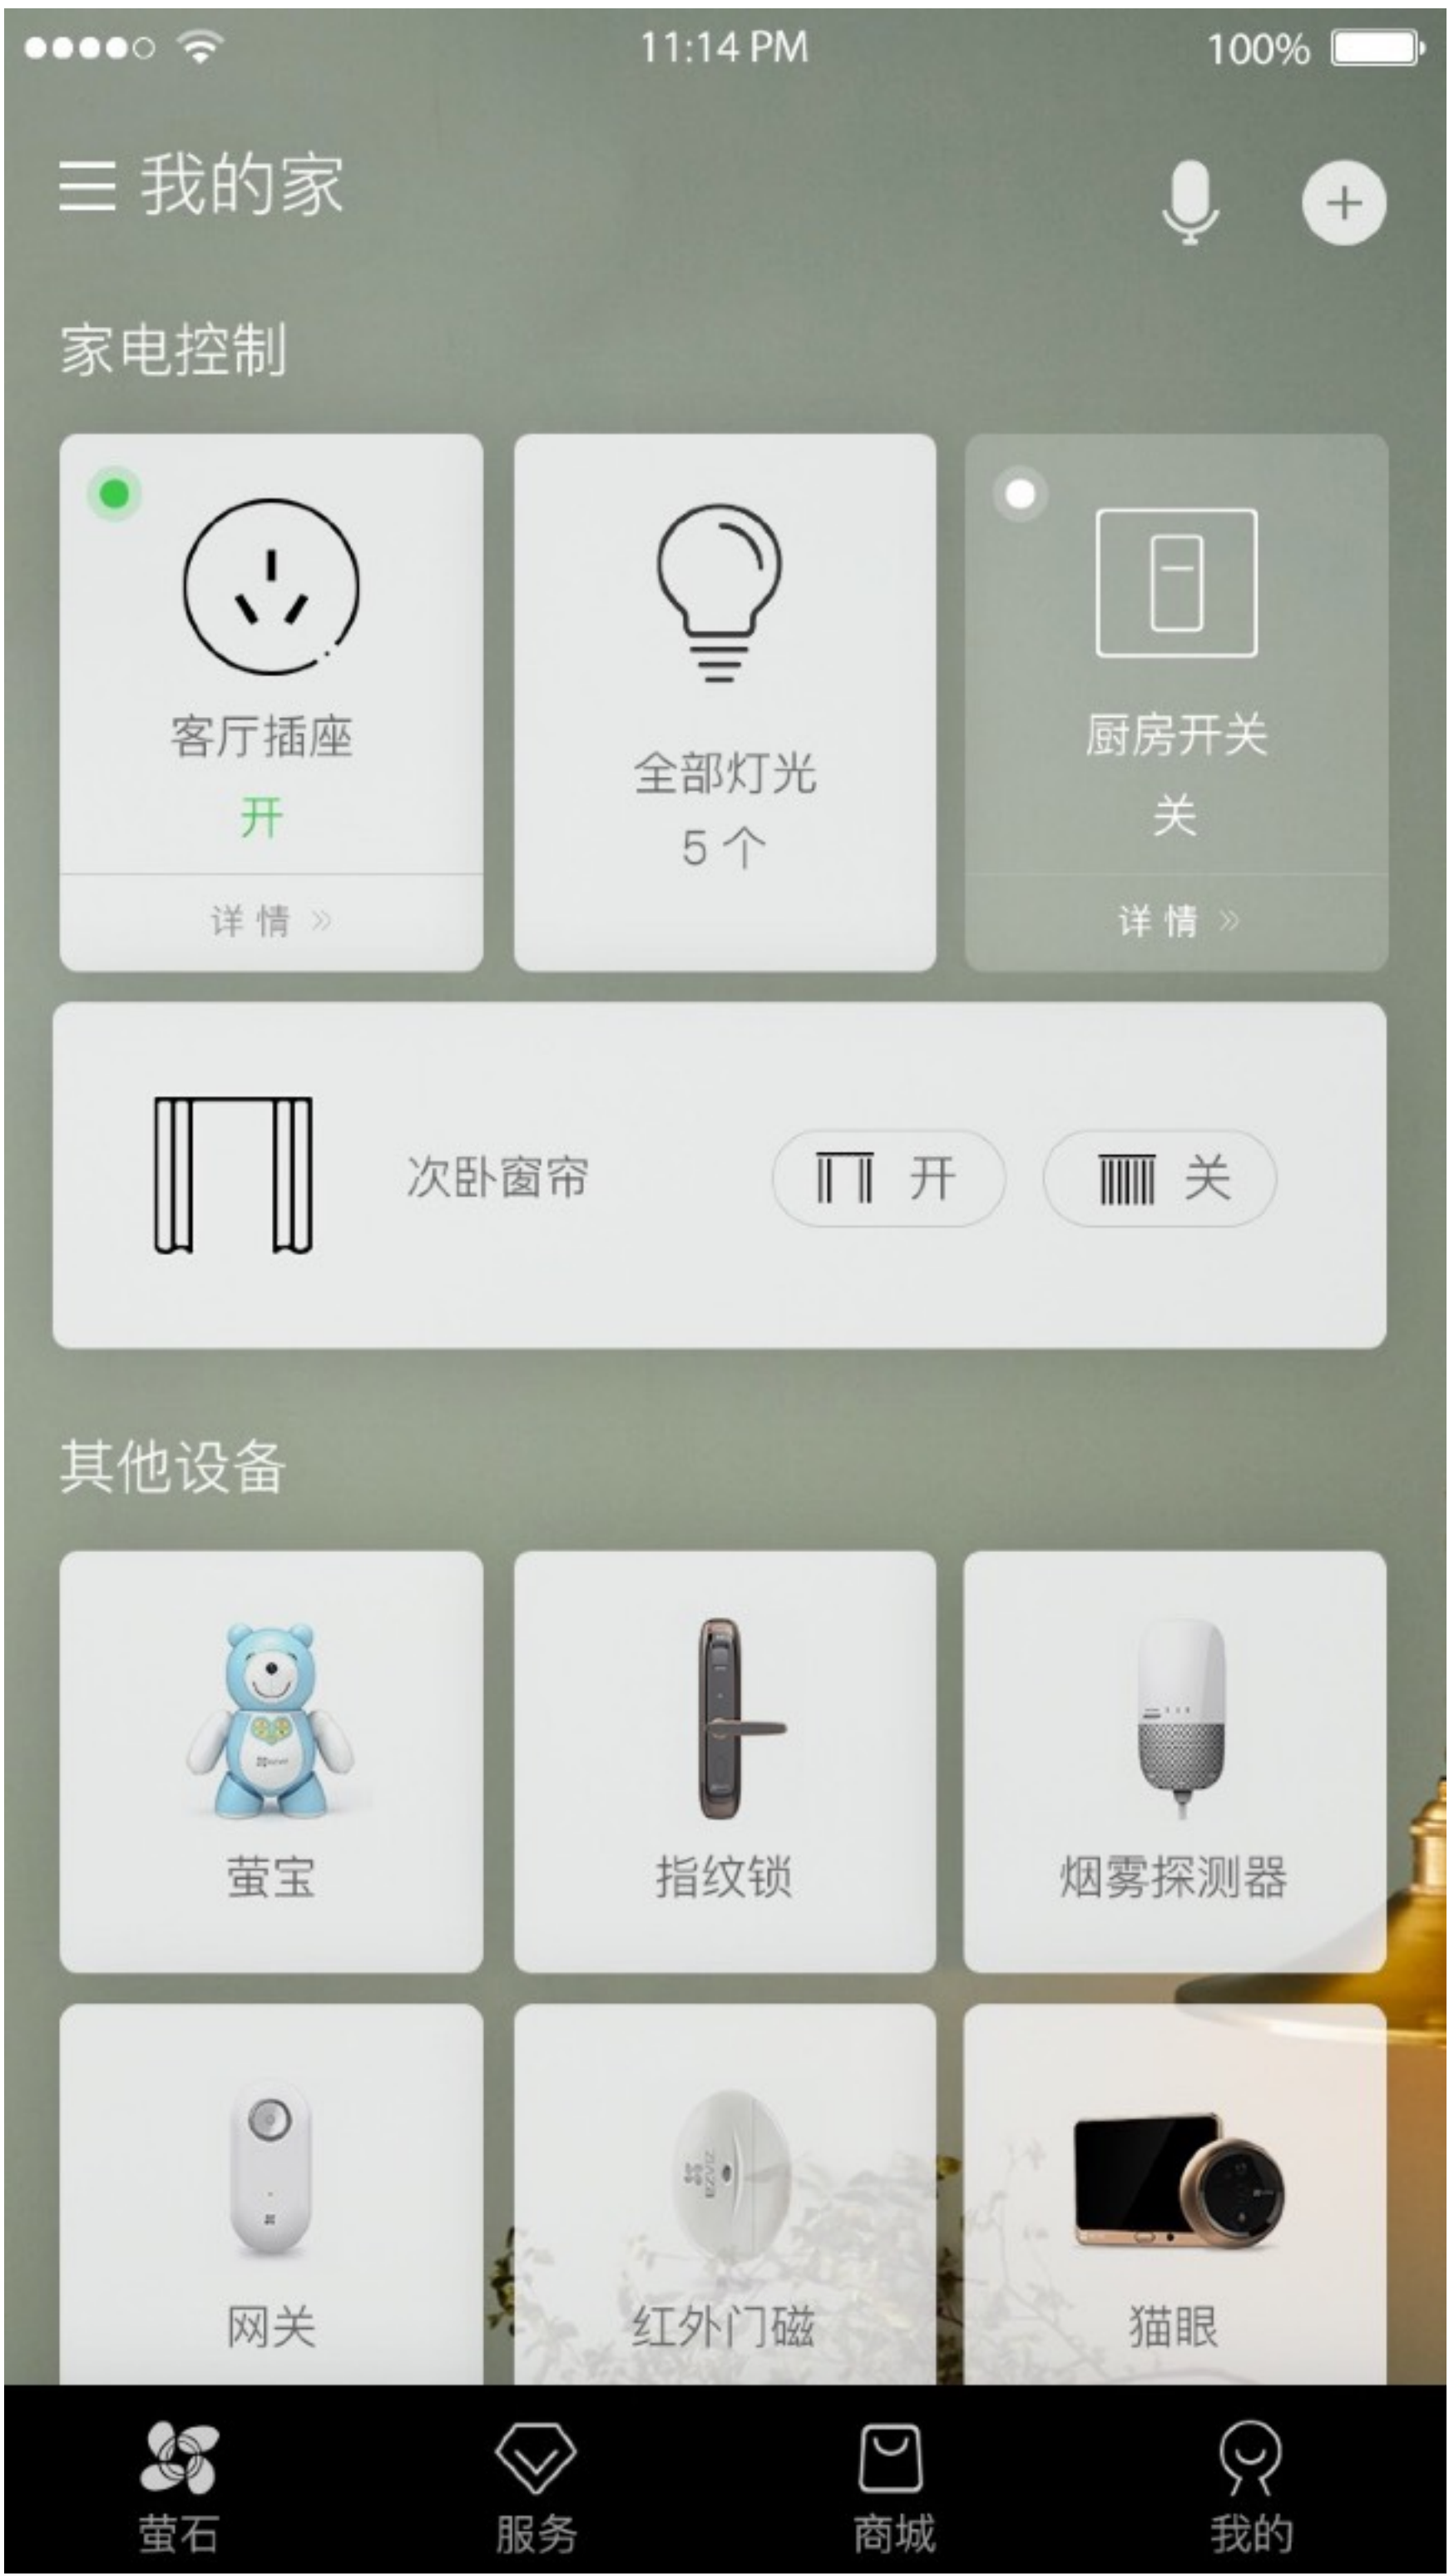 11:14 PM
100%
我的家
家电控制
客厅插座
开
详情 »
全部灯光
5 个
厨房开关
关
详情 »
次卧窗帘
开
关
其他设备
萤宝
指纹锁
烟雾探测器
网关
红外门磁
猫眼
萤石
服务
商城
我的